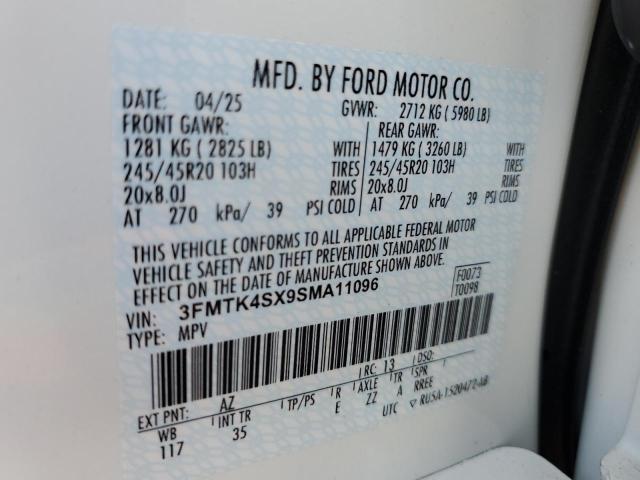 MFD. BY FORD MOTOR CO.
DATE: 04/25 GVWR: 2712 KG ( 5980 LB)
FRONT GAWR: REAR GAWR:
1281 KG ( 2825 LB) WITH 1479 KG ( 3260 LB) WITH
245/45R20 103H TIRES 245/45R20 103H TIRES
20x8.0J RIMS 20x8.0J RIMS
AT 270 kPa/ 39 PSI COLD AT 270 kPa/ 39 PSI COLD
THIS VEHICLE CONFORMS TO ALL APPLICABLE FEDERAL MOTOR
VEHICLE SAFETY AND THEFT PREVENTION STANDARDS IN
EFFECT ON THE DATE OF MANUFACTURE SHOWN ABOVE.
F0073
T0098
VIN: 3FMTK4SX9SMA11096
TYPE: MPV
RC: 13 DSO:
EXT PNT: AZ
WB INT TR TP/PS R AXLE TR SPR
117 35 E ZZ A RREE
UTC ▽ RU5A-1520472-AB